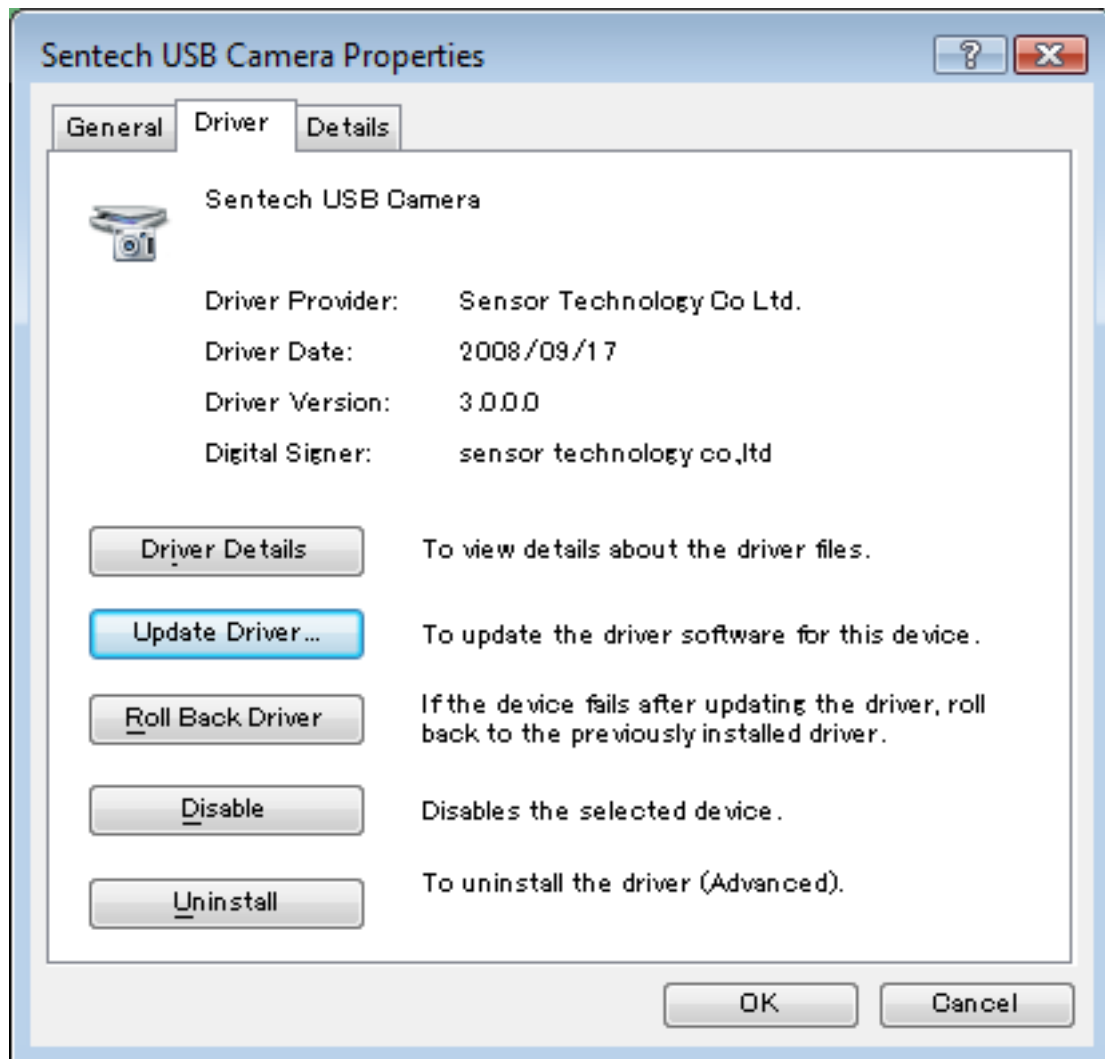 Sentech USB Camera Properties
?
General Driver Details
Sentech USB Camera
Driver Provider: Sensor Technology Co Ltd.
Driver Date: 2008/09/17
Driver Version: 3.0.0.0
Digital Signer: sensor technology co,ltd
Driver Details To view details about the driver files.
Update Driver... To update the driver software for this device.
Roll Back Driver If the device fails after updating the driver, roll
back to the previously installed driver.
Disable Disables the selected device.
Uninstall To uninstall the driver (Advanced).
OK Cancel